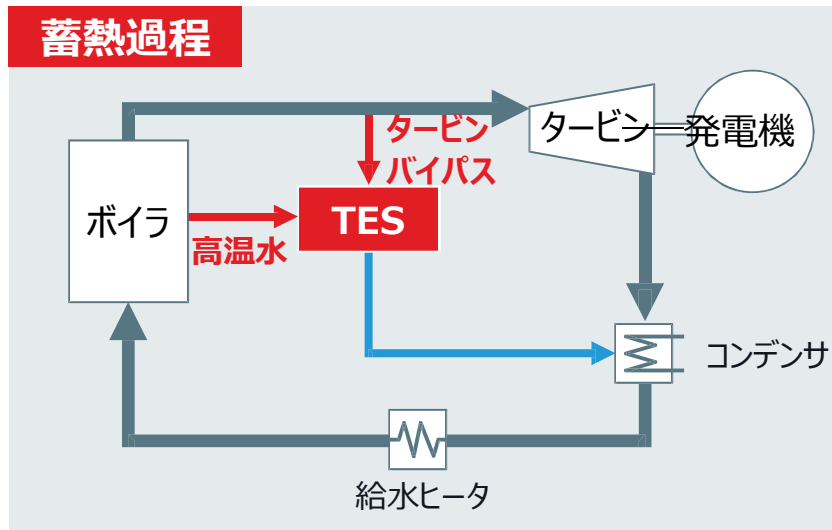 蓄熱過程
タービン
バイパス
タービン
発電機
ボイラ
TES
高温水
コンデンサ
給水ヒータ